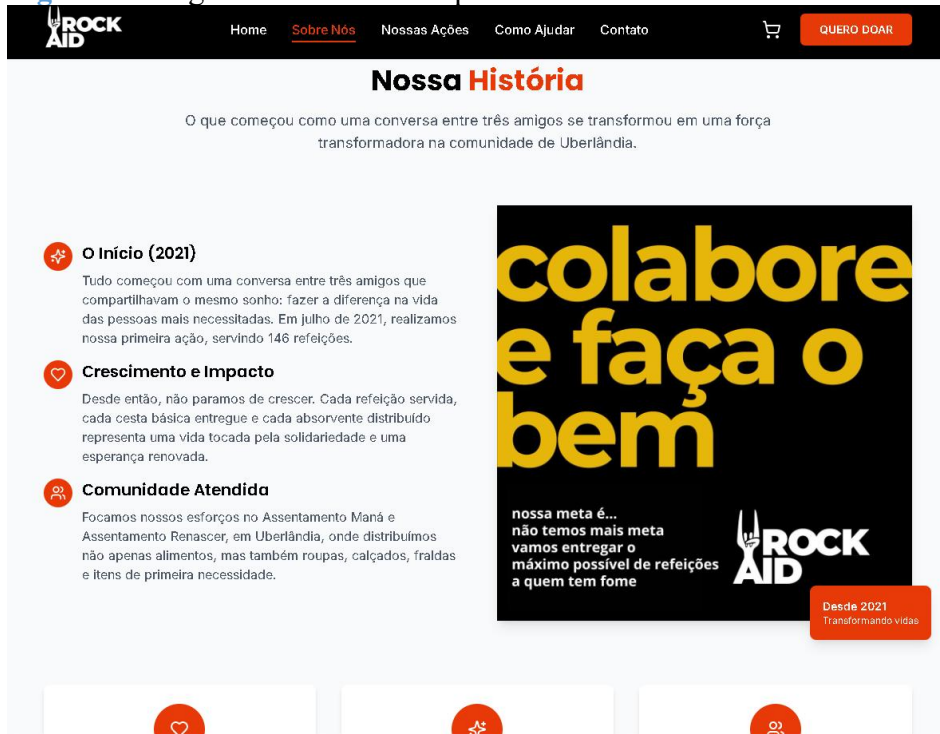 ROCK
AID
Home Sobre Nós Nossas Ações Como Ajudar Contato QUERO DOAR
Nossa História
O que começou como uma conversa entre três amigos se transformou em uma força
transformadora na comunidade de Uberlândia.
O Início (2021)
Tudo começou com uma conversa entre três amigos que
compartilhavam o mesmo sonho: fazer a diferença na vida
das pessoas mais necessitadas. Em julho de 2021, realizamos
nossa primeira ação, servindo 146 refeições.
Crescimento e Impacto
Desde então, não paramos de crescer. Cada refeição servida,
cada cesta básica entregue e cada absorvente distribuído
representa uma vida tocada pela solidariedade e uma
esperança renovada.
Comunidade Atendida
Focamos nossos esforços no Assentamento Maná e
Assentamento Renascer, em Uberlândia, onde distribuímos
não apenas alimentos, mas também roupas, calçados, fraldas
e itens de primeira necessidade.
colabore
e faça o
bem
nossa meta é...
não temos mais meta
vamos entregar o
máximo possível de refeições
a quem tem fome
ROCK
AID
Desde 2021
Transformando vidas